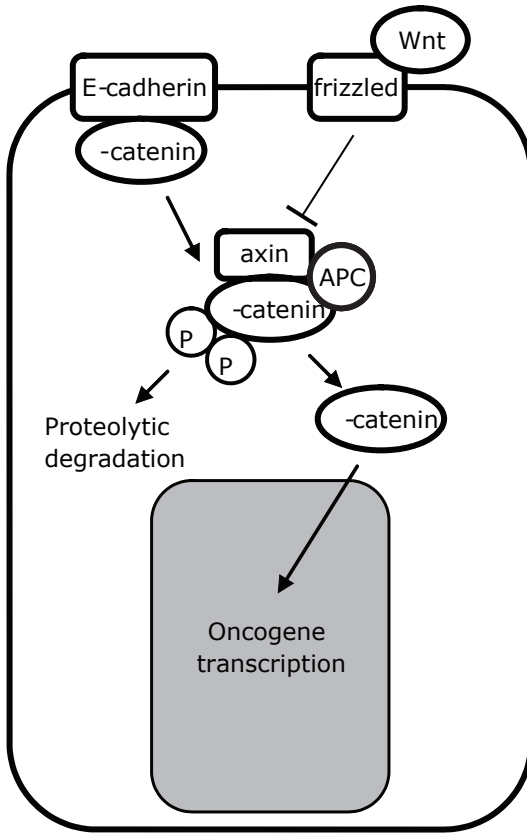 Wnt
E-cadherin
frizzled
-catenin
axin
APC
-catenin
P
P
-catenin
Proteolytic
degradation
Oncogene
transcription